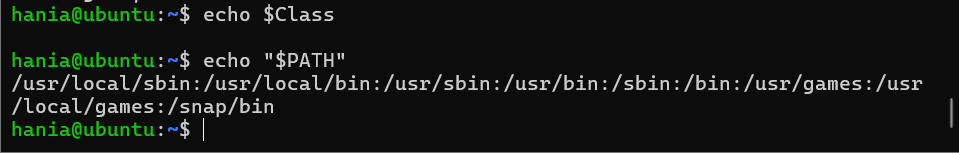 hania@ubuntu:~$ echo $Class

hania@ubuntu:~$ echo "$PATH"
/usr/local/sbin:/usr/local/bin:/usr/sbin:/usr/bin:/sbin:/bin:/usr/games:/usr
/local/games:/snap/bin
hania@ubuntu:~$